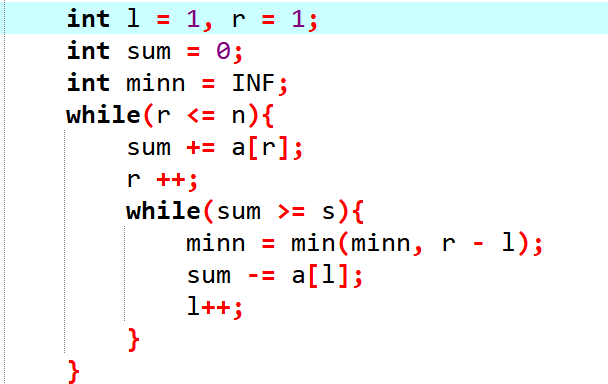 int l = 1, r = 1;
int sum = 0;
int minn = INF;
while(r <= n){
sum += a[r];
r ++;
while(sum >= s){
minn = min(minn, r - l);
sum -= a[l];
l++;
}
}